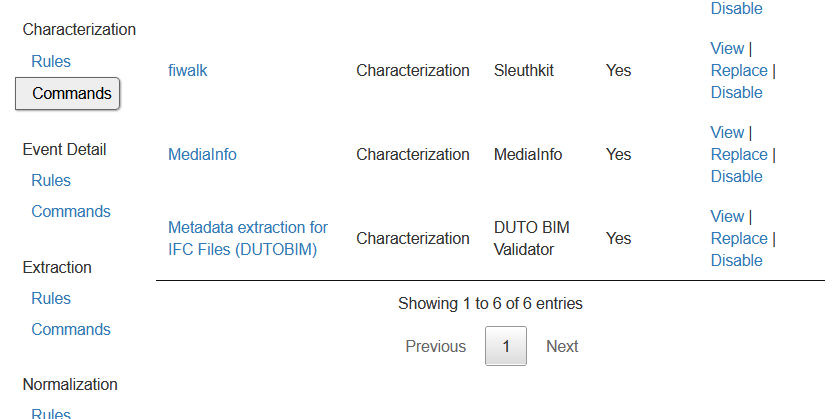 Characterization
Rules
Commands
Event Detail
Rules
Commands
Extraction
Rules
Commands
Normalization
Rules
Disable
fiwalk Characterization Sleuthkit Yes View |
Replace |
Disable
MediaInfo Characterization MediaInfo Yes View |
Replace |
Disable
Metadata extraction for
IFC Files (DUTOBIM) Characterization DUTO BIM
Validator Yes View |
Replace |
Disable
Showing 1 to 6 of 6 entries
Previous 1 Next